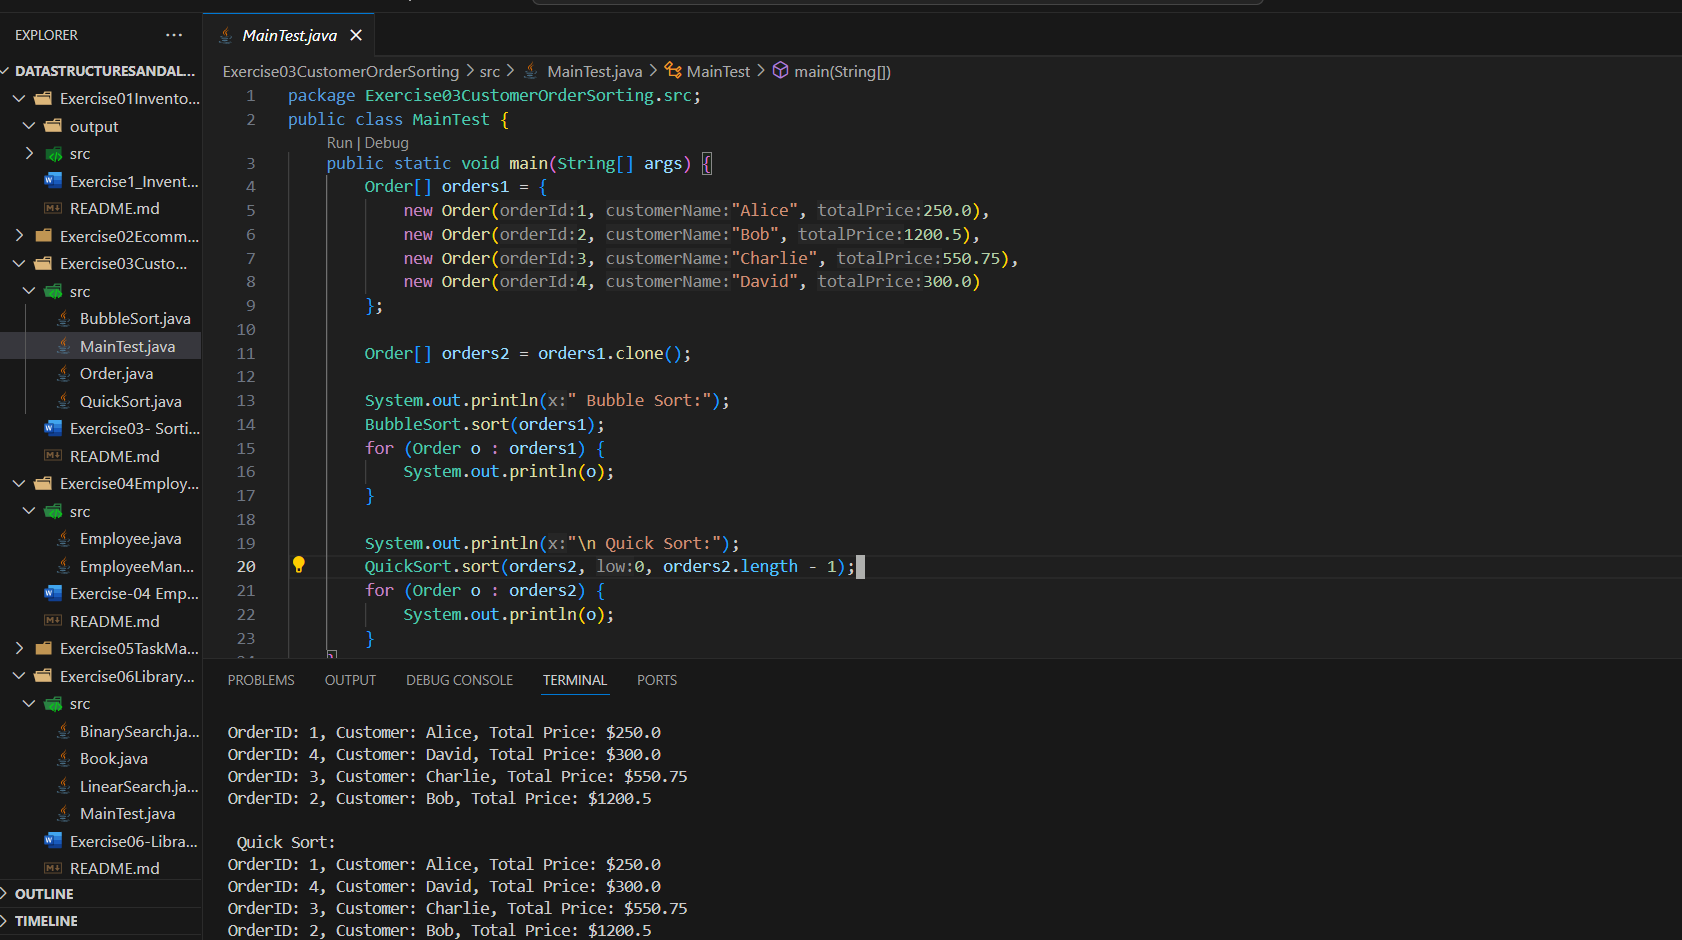 EXPLORER
···
DATASTRUCTURESANDAL...
Exercise01Invento...
output
src
Exercise1_Invent...
README.md
Exercise02Ecomm...
Exercise03Custo...
src
BubbleSort.java
MainTest.java
Order.java
QuickSort.java
Exercise03- Sorti...
README.md
Exercise04Employ...
src
Employee.java
EmployeeMan...
Exercise-04 Emp...
README.md
Exercise05TaskMa...
Exercise06Library...
src
BinarySearch.ja...
Book.java
LinearSearch.ja...
MainTest.java
Exercise06-Libra...
README.md
OUTLINE
TIMELINE
MainTest.java
Exercise03CustomerOrderSorting > src > MainTest.java > MainTest > main(String[])
1 package Exercise03CustomerOrderSorting.src;
2 public class MainTest {
Run | Debug
3 public static void main(String[] args) {
4 Order[] orders1 = {
5 new Order(orderId:1, customerName:"Alice", totalPrice:250.0),
6 new Order(orderId:2, customerName:"Bob", totalPrice:1200.5),
7 new Order(orderId:3, customerName:"Charlie", totalPrice:550.75),
8 new Order(orderId:4, customerName:"David", totalPrice:300.0)
9 };
10
11 Order[] orders2 = orders1.clone();
12
13 System.out.println(x:" Bubble Sort:");
14 BubbleSort.sort(orders1);
15 for (Order o : orders1) {
16 System.out.println(o);
17 }
18
19 System.out.println(x:"\n Quick Sort:");
20 QuickSort.sort(orders2, low:0, orders2.length - 1);
21 for (Order o : orders2) {
22 System.out.println(o);
23 }
PROBLEMS OUTPUT DEBUG CONSOLE TERMINAL PORTS
OrderID: 1, Customer: Alice, Total Price: $250.0
OrderID: 4, Customer: David, Total Price: $300.0
OrderID: 3, Customer: Charlie, Total Price: $550.75
OrderID: 2, Customer: Bob, Total Price: $1200.5
Quick Sort:
OrderID: 1, Customer: Alice, Total Price: $250.0
OrderID: 4, Customer: David, Total Price: $300.0
OrderID: 3, Customer: Charlie, Total Price: $550.75
OrderID: 2, Customer: Bob, Total Price: $1200.5